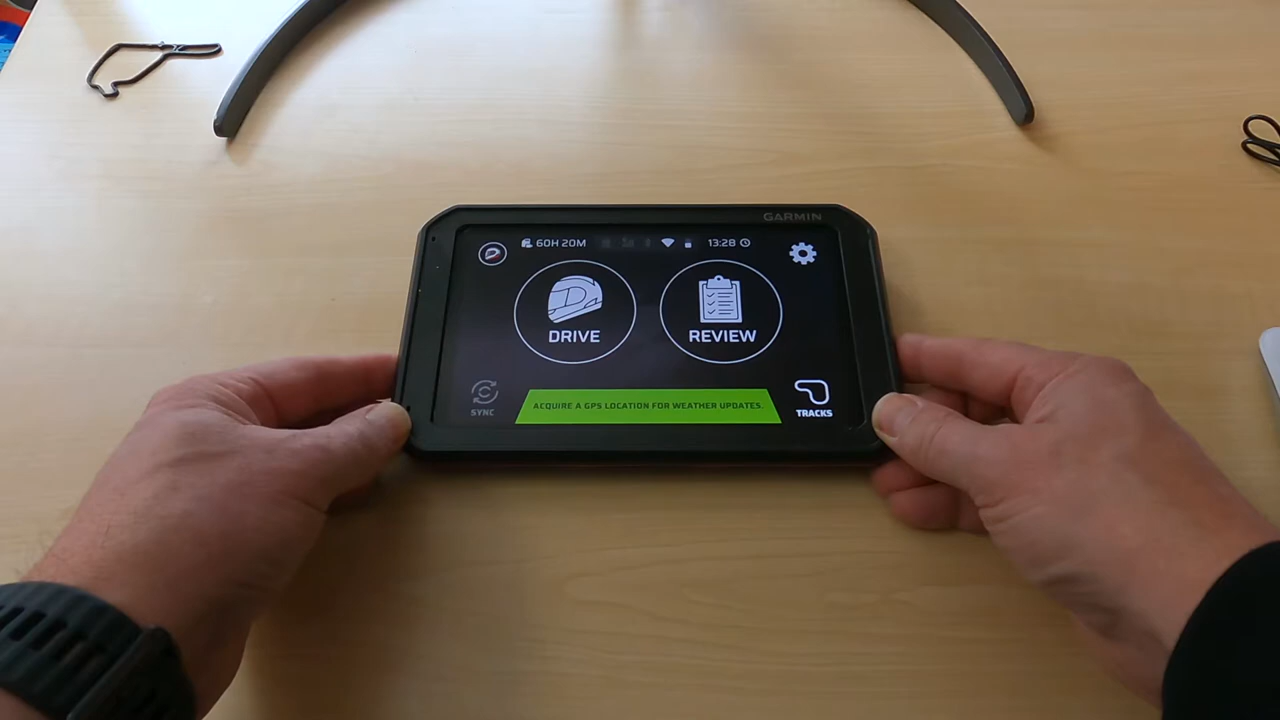 GARMIN
60H 20M
13:28
DRIVE
REVIEW
SYNC
ACQUIRE A GPS LOCATION FOR WEATHER UPDATES.
TRACKS